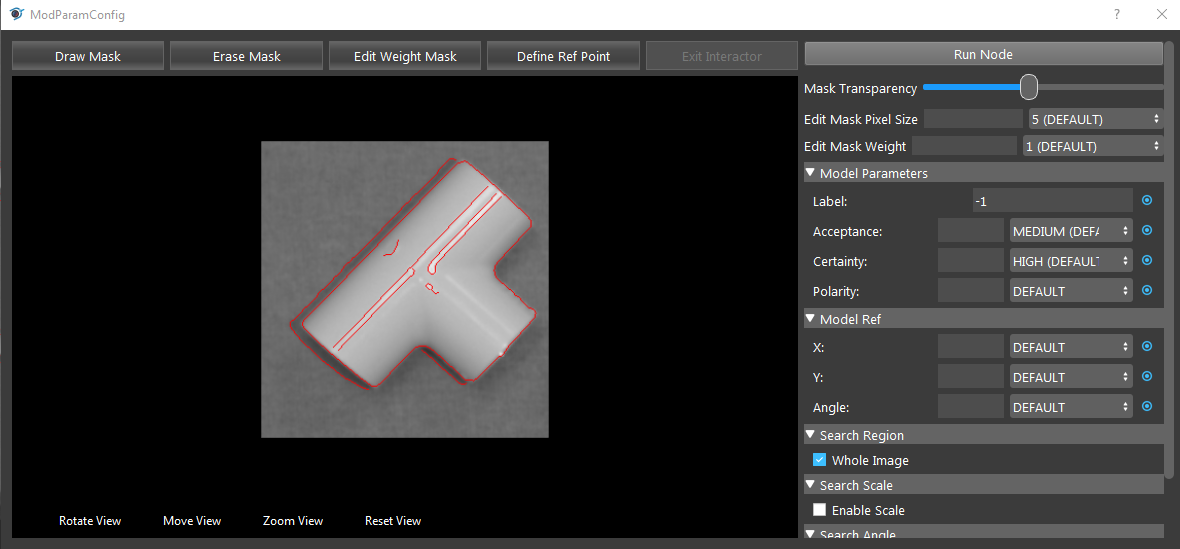 ModParamConfig
?
Draw Mask Erase Mask Edit Weight Mask Define Ref Point Exit Interactor Run Node
Mask Transparency
Edit Mask Pixel Size 5 (DEFAULT)
Edit Mask Weight 1 (DEFAULT)
Model Parameters
Label: -1
Acceptance: MEDIUM (DEFA
Certainty: HIGH (DEFAULT
Polarity: DEFAULT
Model Ref
X: DEFAULT
Y: DEFAULT
Angle: DEFAULT
Search Region
Whole Image
Search Scale
Enable Scale
Search Angle
Rotate View Move View Zoom View Reset View